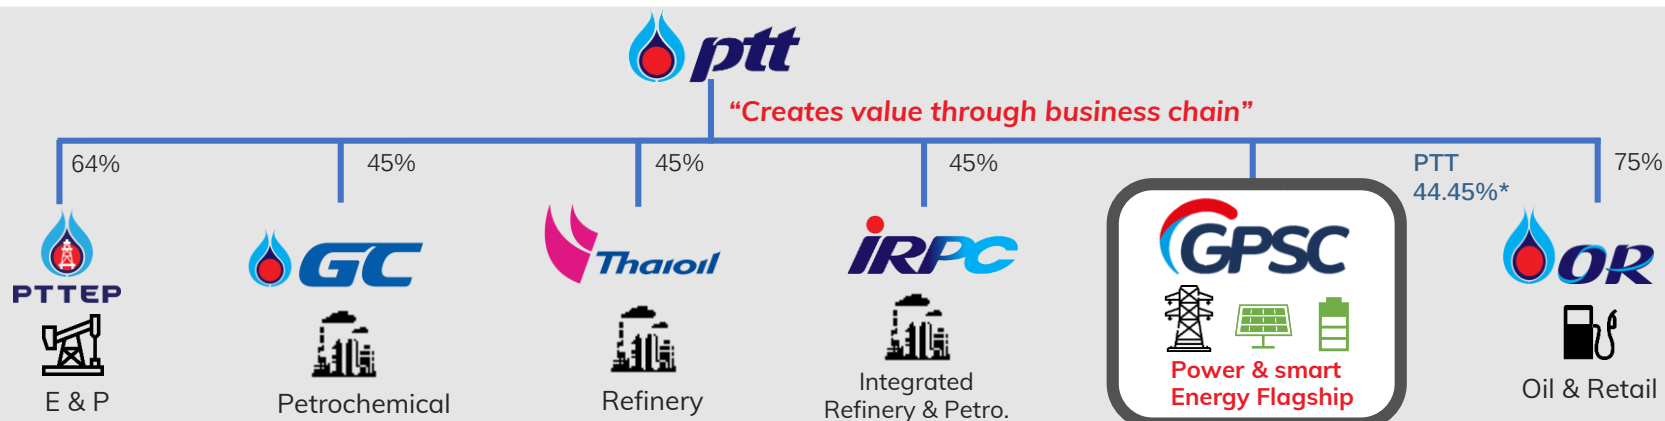 ptt
“Creates value through business chain”
64%
45%
45%
45%
PTT
44.45%*
75%
PTTEP
GC
Thaioil
IRPC
GPSC
OR
E & P
Petrochemical
Refinery
Integrated
Refinery & Petro.
Power & smart
Energy Flagship
Oil & Retail